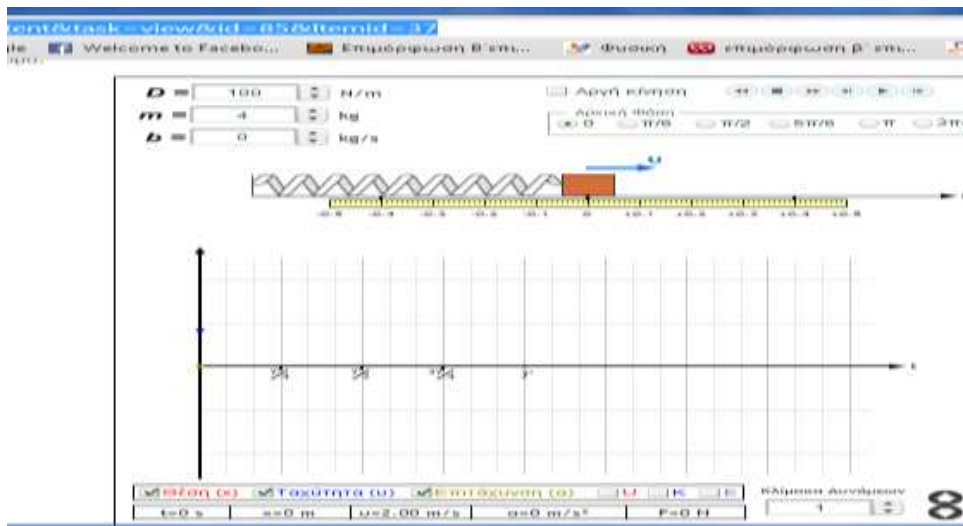 ent&task=view&id=85&Itemid=37
gle Welcome to Facebo... Επιμόρφωση Β΄επι... Φυσικη επιμόρφωση β΄ επι...
D = 100 N/m
m = 4 kg
b = 0 kg/s
Αργή κίνηση
Αρχική Φάση
0 π/6 π/2 5π/6 π 3π
υ
-0.5 -0.4 -0.3 -0.2 -0.1 0 +0.1 +0.2 +0.3 +0.4 +0.5
t
Θέση (x) Ταχύτητα (υ) Επιτάχυνση (α) U K E
Κλίμακα Δυνάμεων
1
t=0 s x=0 m υ=2.00 m/s α=0 m/s² F=0 N
8